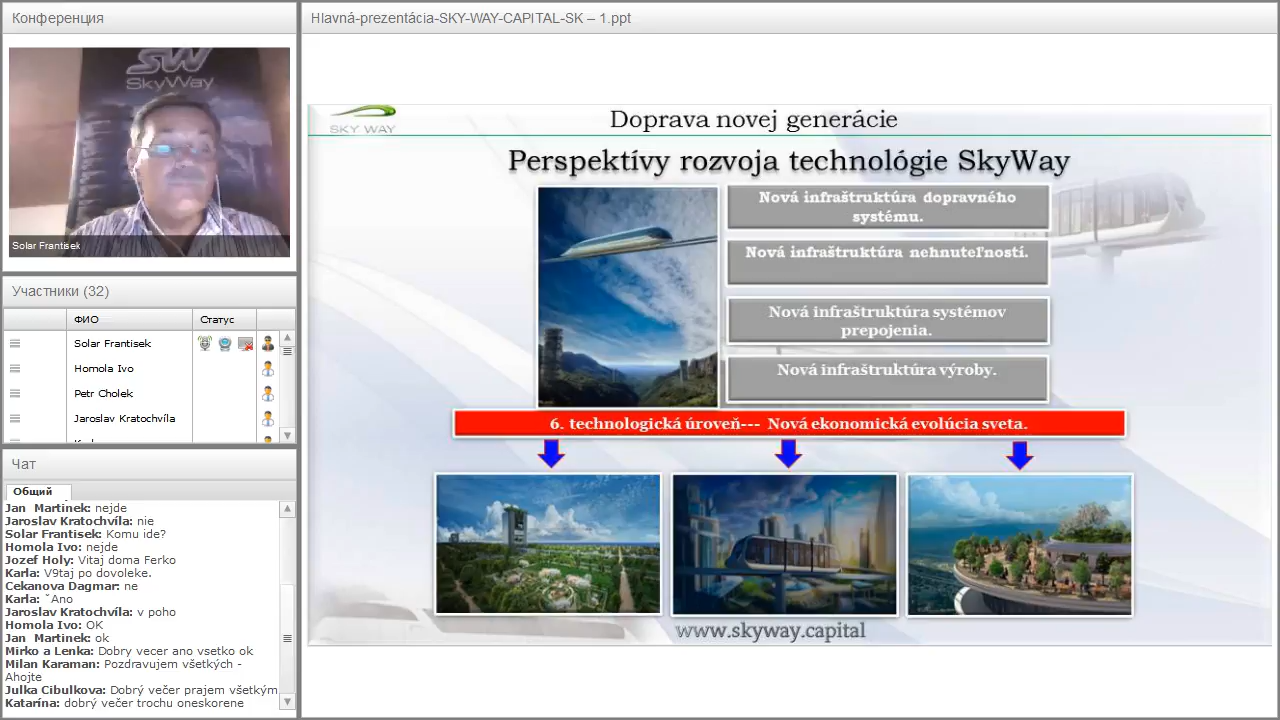 Конференция
SW
SkyWay
Solar Frantisek
Участники (32)
ФИО
Статус
Solar Frantisek
Homola Ivo
Petr Cholek
Jaroslav Kratochvíla
Чат
Общий
Jan Martinek: nejde
Jaroslav Kratochvíla: nie
Solar Frantisek: Komu ide?
Homola Ivo: nejde
Jozef Holy: Vitaj doma Ferko
Karla: V9taj po dovoleke.
Cekanova Dagmar: ne
Karla: ˇAno
Jaroslav Kratochvíla: v poho
Homola Ivo: OK
Jan Martinek: ok
Mirko a Lenka: Dobry vecer ano vsetko ok
Milan Karaman: Pozdravujem všetkých -
Ahojte
Julka Cibulkova: Dobrý večer prajem všetkým
Katarína: dobrý večer trochu oneskorene
Hlavná-prezentácia-SKY-WAY-CAPITAL-SK – 1.ppt
SKY WAY
Doprava novej generácie
Perspektívy rozvoja technológie SkyWay
Nová infraštruktúra dopravného
systému.
Nová infraštruktúra nehnuteľností.
Nová infraštruktúra systémov
prepojenia.
Nová infraštruktúra výroby.
6. technologická úroveň--- Nová ekonomická evolúcia sveta.
www.skyway.capital